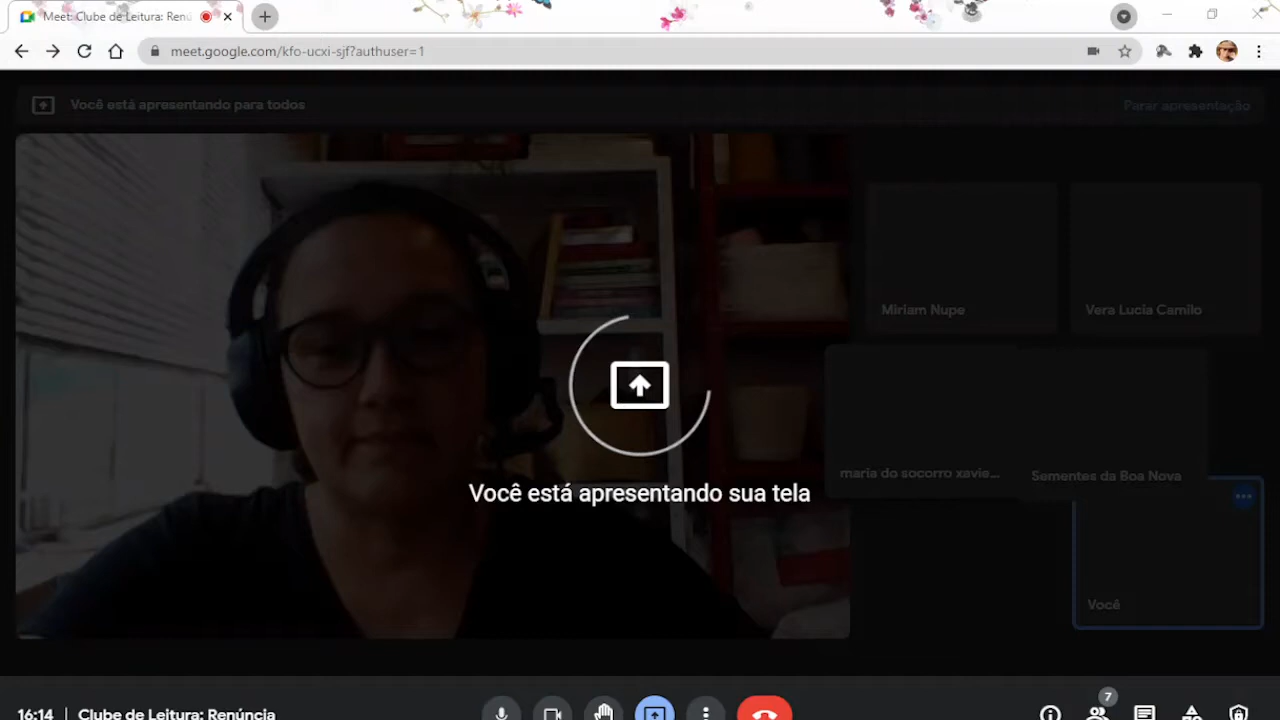 Meet: Clube de Leitura: Renú
meet.google.com/kfo-ucxi-sjf?authuser=1
Você está apresentando para todos
Parar apresentação
Miriam Nupe
Vera Lucia Camilo
maria do socorro xavie...
Sementes da Boa Nova
Você está apresentando sua tela
Você
7
16:14 | Clube de Leitura: Renúncia